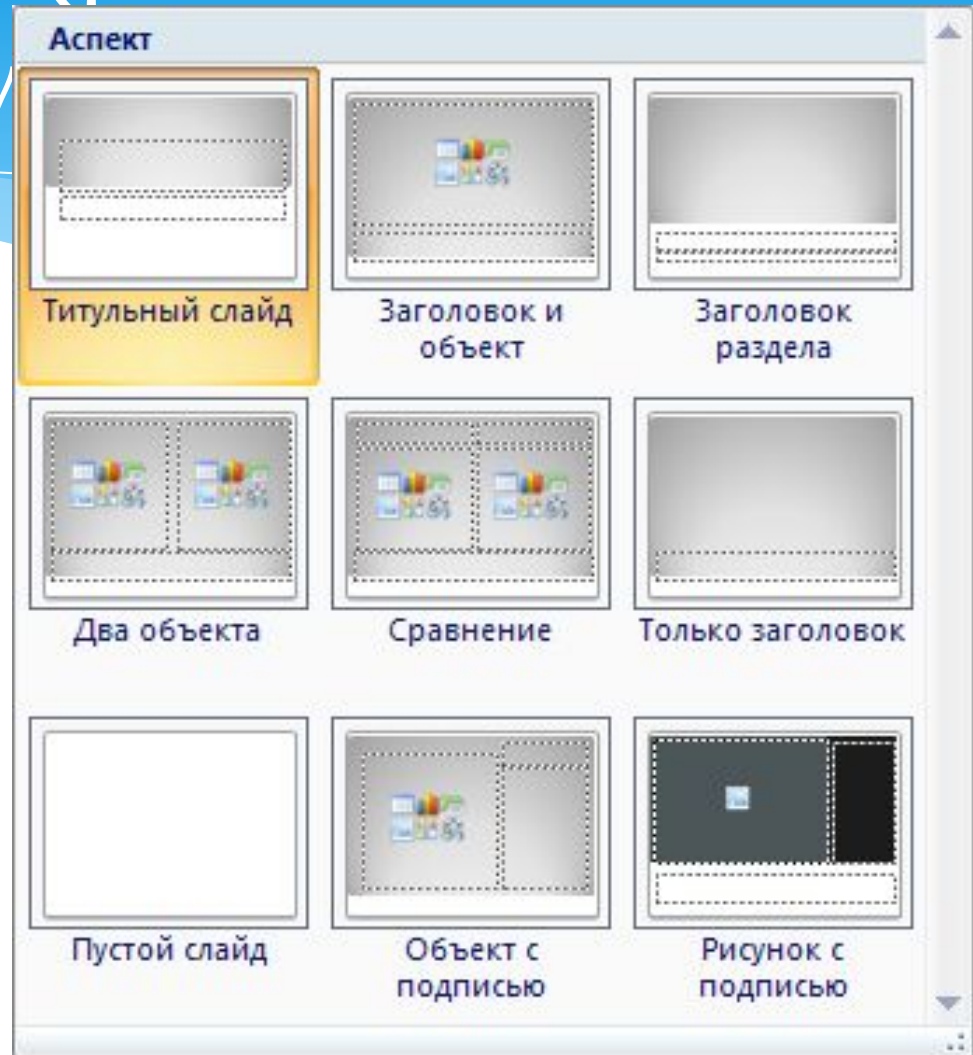 Аспект
Титульный слайд
Заголовок и
объект
Заголовок
раздела
Два объекта
Сравнение
Только заголовок
Пустой слайд
Объект с
подписью
Рисунок с
подписью